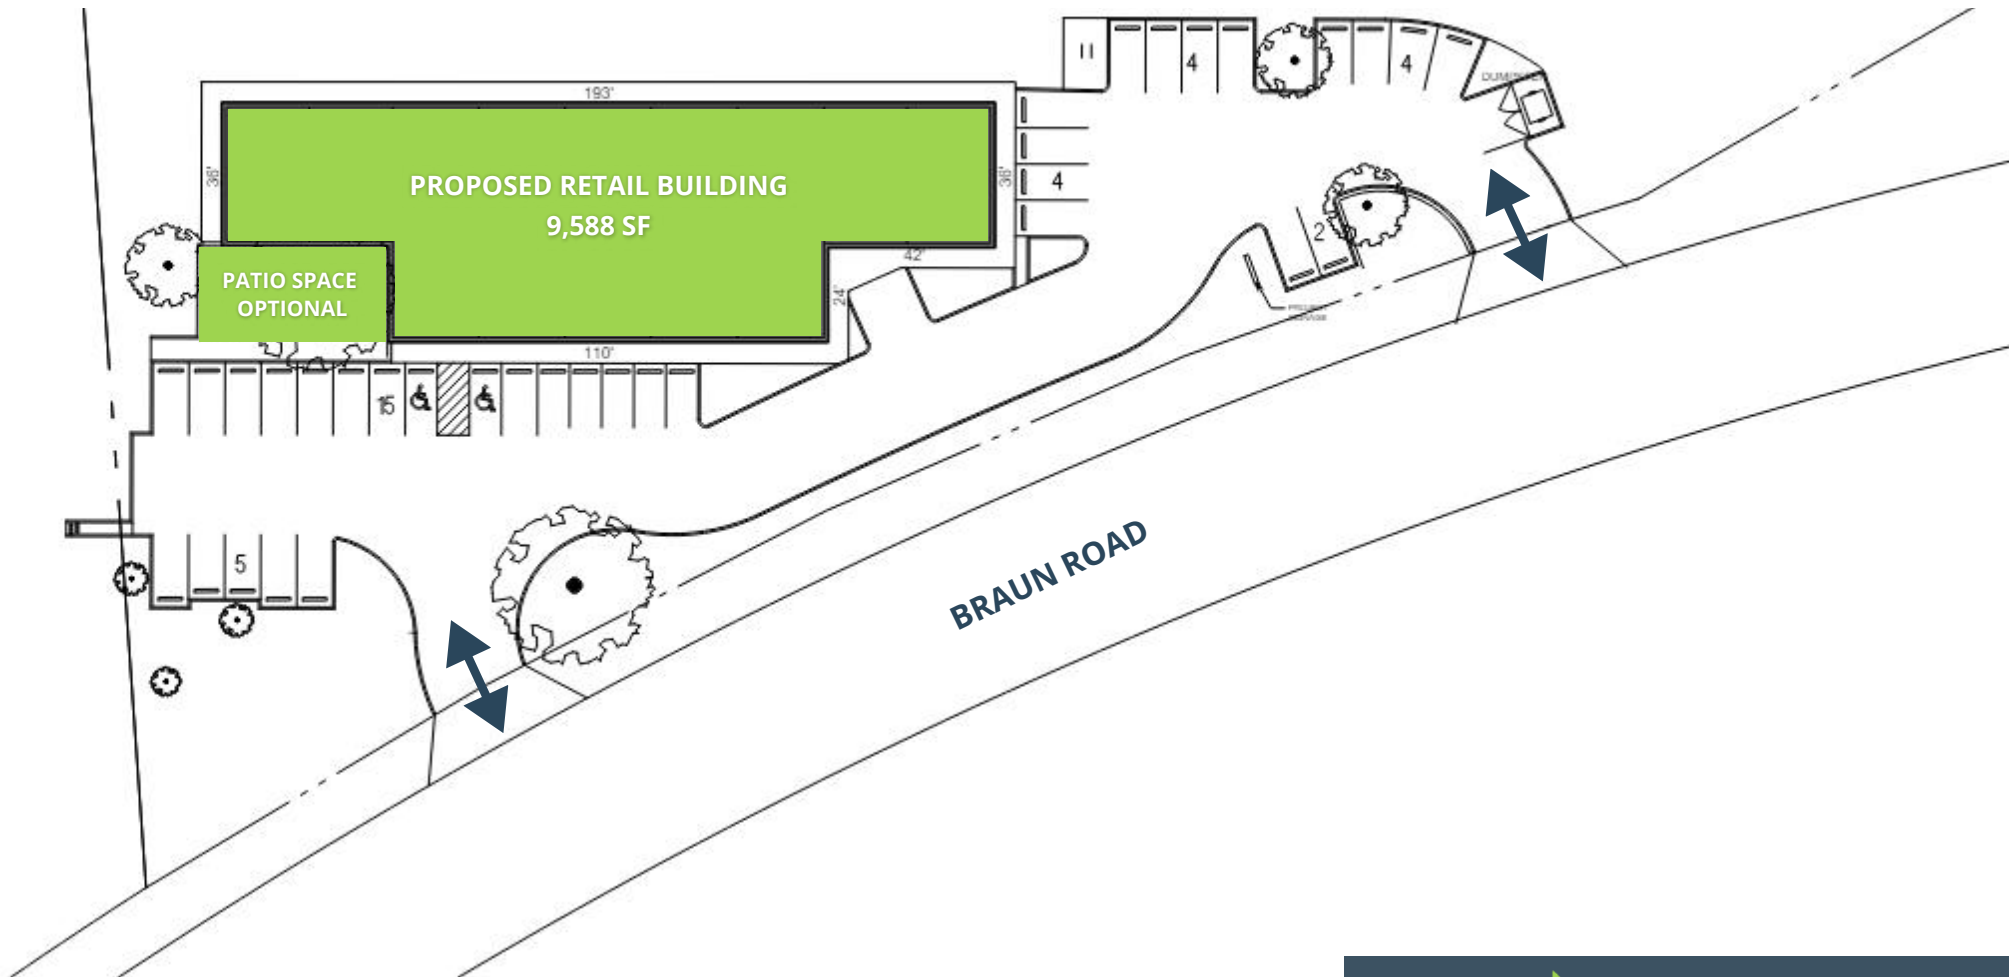 4
4
193'
36'
36'
4
PROPOSED RETAIL BUILDING
9,588 SF
2
42'
PATIO SPACE
OPTIONAL
24'
110'
15
5
BRAUN ROAD